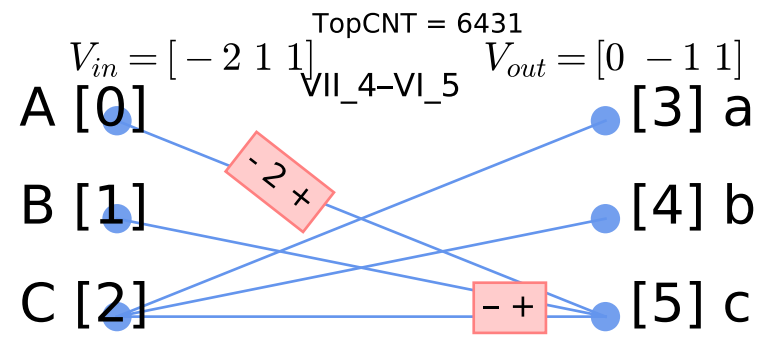 TopCNT = 6431
V_in = [ − 2 1 1] V_out = [0 − 1 1]
VII_4–VI_5
A [0] [3] a
- 2 +
B [1] [4] b
C [2] – + [5] c